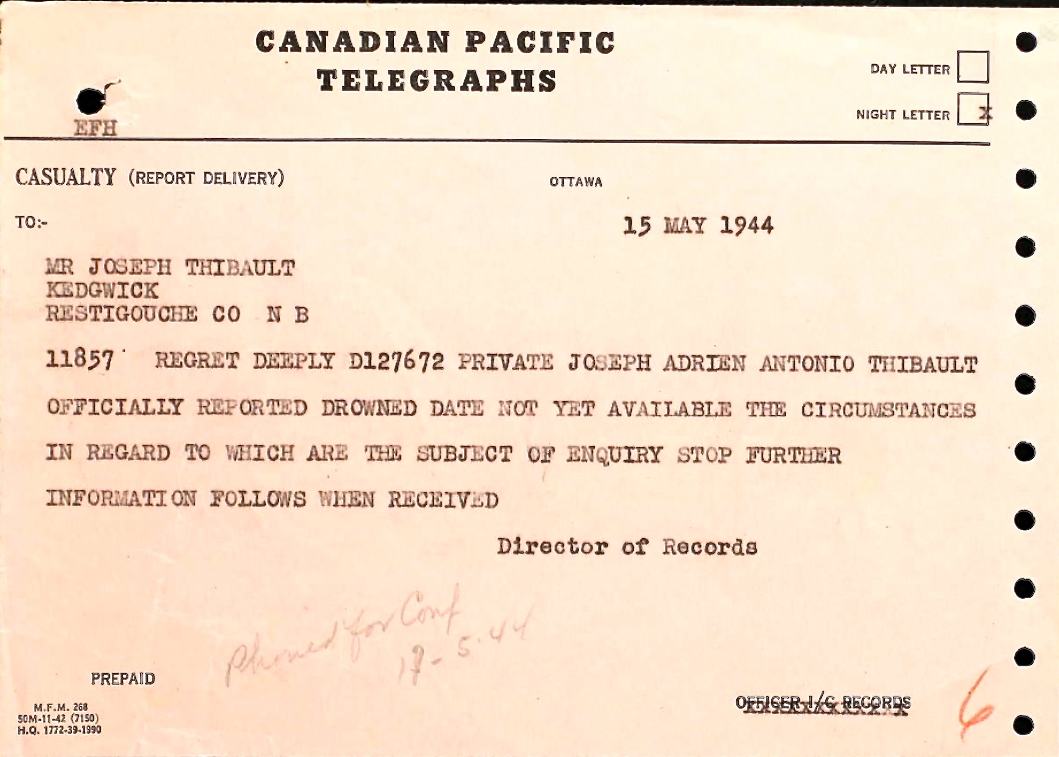 CANADIAN PACIFIC
TELEGRAPHS
DAY LETTER
NIGHT LETTER X
EFH
CASUALTY (REPORT DELIVERY)
OTTAWA
TO:-
15 MAY 1944
MR JOSEPH THIBAULT
KEDGWICK
RESTIGOUCHE CO N B
11857 REGRET DEEPLY D127672 PRIVATE JOSEPH ADRIEN ANTONIO THIBAULT
OFFICIALLY REPORTED DROWNED DATE NOT YET AVAILABLE THE CIRCUMSTANCES
IN REGARD TO WHICH ARE THE SUBJECT OF ENQUIRY STOP FURTHER
INFORMATION FOLLOWS WHEN RECEIVED
Director of Records
Phoned for Conf
5·44
PREPAID
OFFICER I/C RECORDS
M.F.M. 268
50M-11-42 (7150)
H.Q. 1772-39-1990
6